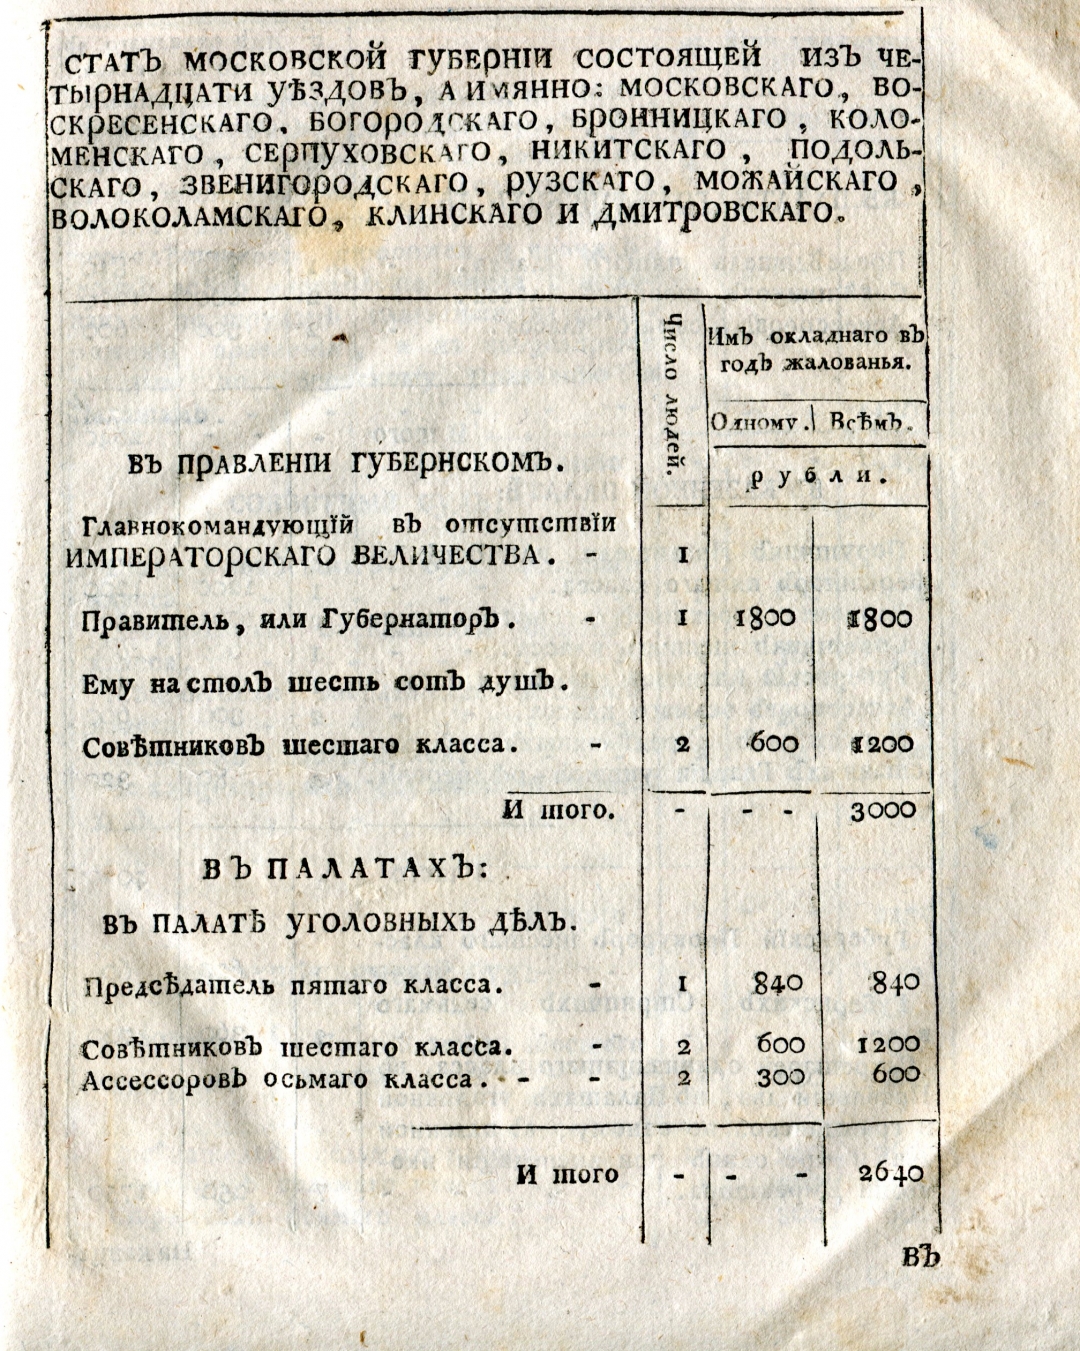 СТАТЪ МОСКОВСКОЙ ГУБЕРНІИ СОСТОЯЩЕЙ ИЗЪ ЧЕ-
ТЫРНАДЦАТИ УѢЗДОВЪ, А ИМЯННО: МОСКОВСКАГО, ВО-
СКРЕСЕНСКАГО, БОГОРОДСКАГО, БРОННИЦКАГО, КОЛО-
МЕНСКАГО, СЕРПУХОВСКАГО, НИКИТСКАГО, ПОДОЛЬ-
СКАГО, ЗВЕНИГОРОДСКАГО, РУЗСКАГО, МОЖАЙСКАГО,
ВОЛОКОЛАМСКАГО, КЛИНСКАГО И ДМИТРОВСКАГО.
Число людей.
Имъ окладнаго въ
годъ жалованья.
Одному. Всѣмъ.
рубли.
ВЪ ПРАВЛЕНІИ ГУБЕРНСКОМЪ.
Главнокомандующїй въ отсутствїи
ИМПЕРАТОРСКАГО ВЕЛИЧЕСТВА. - 1
Правитель, или Губернаторъ. - 1 1800 1800
Ему на столъ шесть сотъ душъ.
Совѣтниковъ шестаго класса. - 2 600 1200
И того. - - - 3000
ВЪ ПАЛАТАХЪ:
ВЪ ПАЛАТѢ УГОЛОВНЫХЪ ДѢЛЪ.
Предсѣдатель пятаго класса. - 1 840 840
Совѣтниковъ шестаго класса. - 2 600 1200
Ассессоровъ осьмаго класса. - - 2 300 600
И того - - - 2640
ВЪ